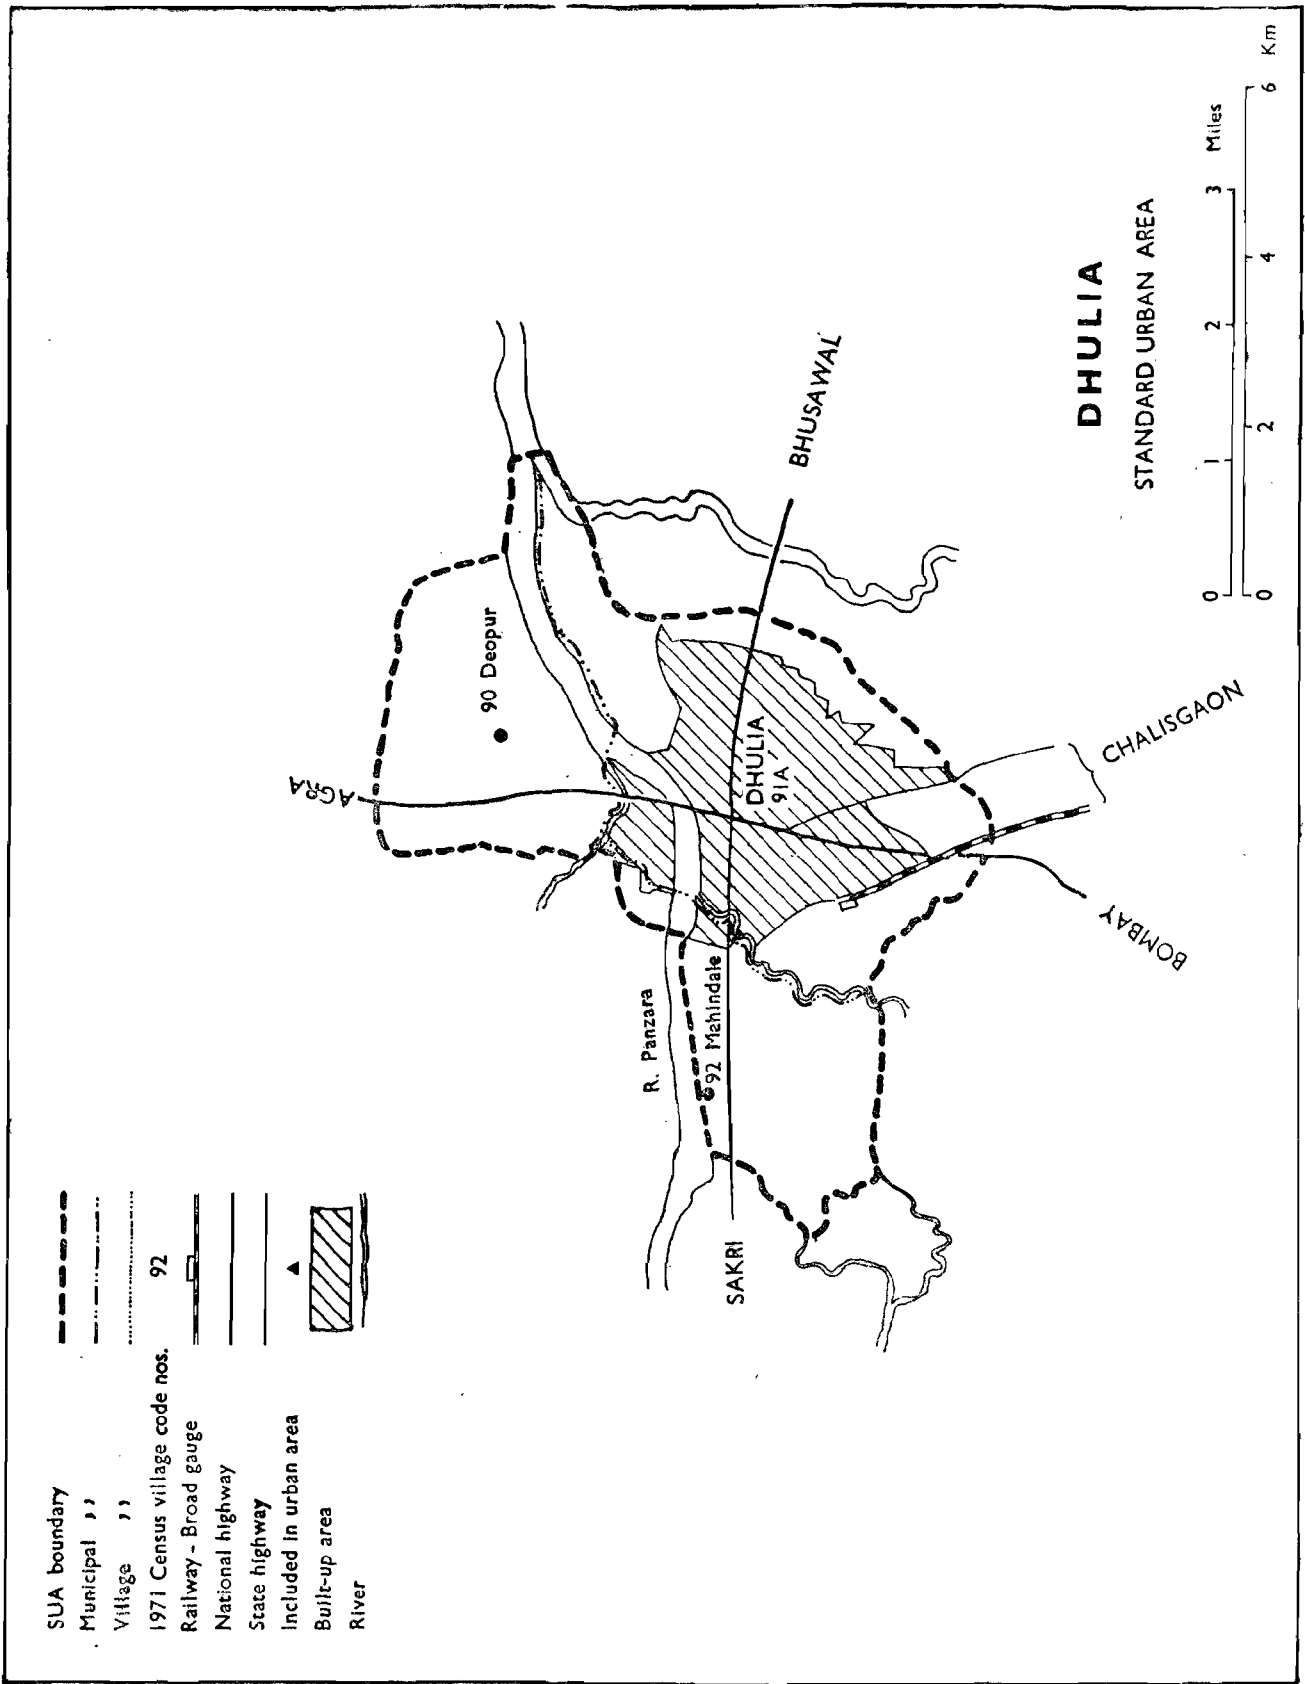 SUA boundary
Municipal ,,
Village ,,
1971 Census village code nos. 92
Railway - Broad gauge
National highway
State highway
Included in urban area
Built-up area
River
AGRA
90 Deopur
R. Panzara
92 Mahindale
SAKRI
DHULIA
91A
BHUSAWAL
BOMBAY
CHALISGAON
DHULIA
STANDARD URBAN AREA
0 1 2 3 Miles
0 2 4 6 Km